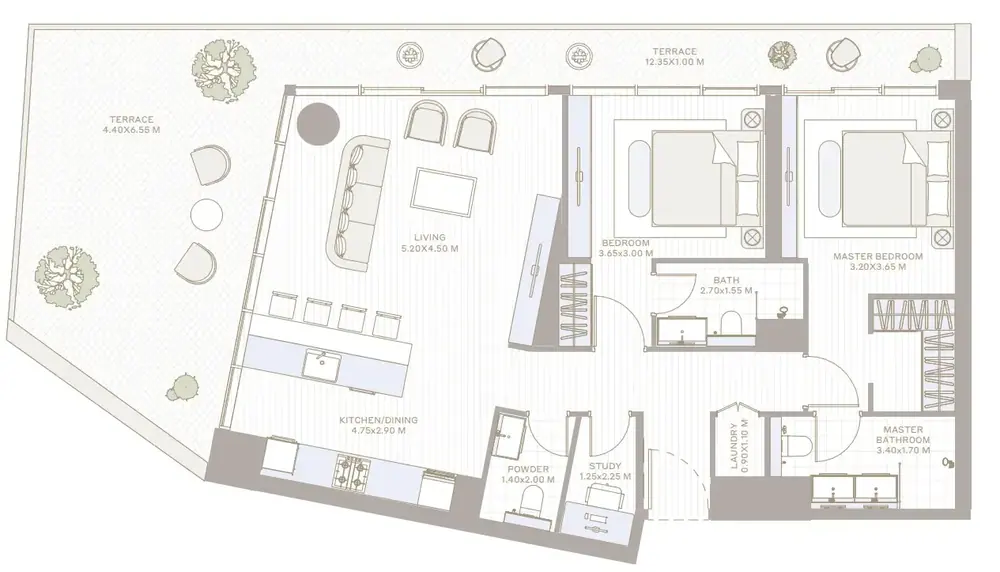 TERRACE
12.35X1.00 M
TERRACE
4.40X6.55 M
LIVING
5.20X4.50 M
BEDROOM
3.65x3.00 M
MASTER BEDROOM
3.20X3.65 M
BATH
2.70x1.55 M
KITCHEN/DINING
4.75x2.90 M
POWDER
1.40x2.00 M
STUDY
1.25x2.25 M
LAUNDRY
0.90X1.10 M
MASTER
BATHROOM
3.40x1.70 M